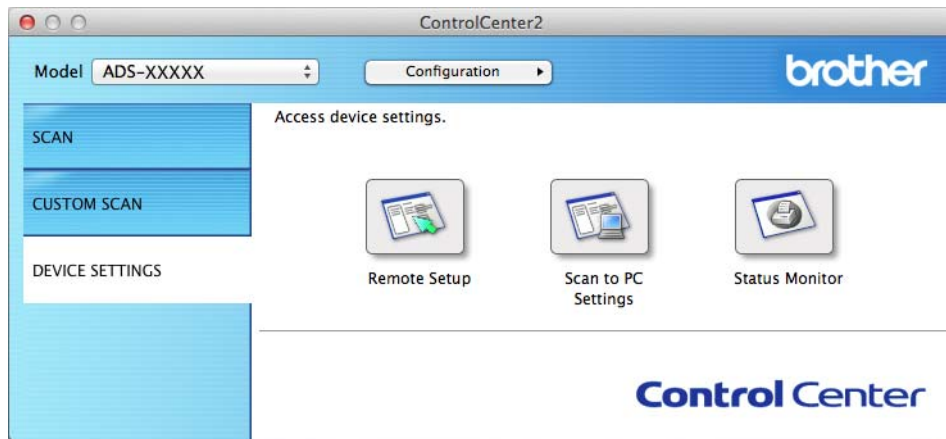 ControlCenter2
Model ADS-XXXXX Configuration
brother
SCAN
CUSTOM SCAN
DEVICE SETTINGS
Access device settings.
Remote Setup
Scan to PC
Settings
Status Monitor
Control Center